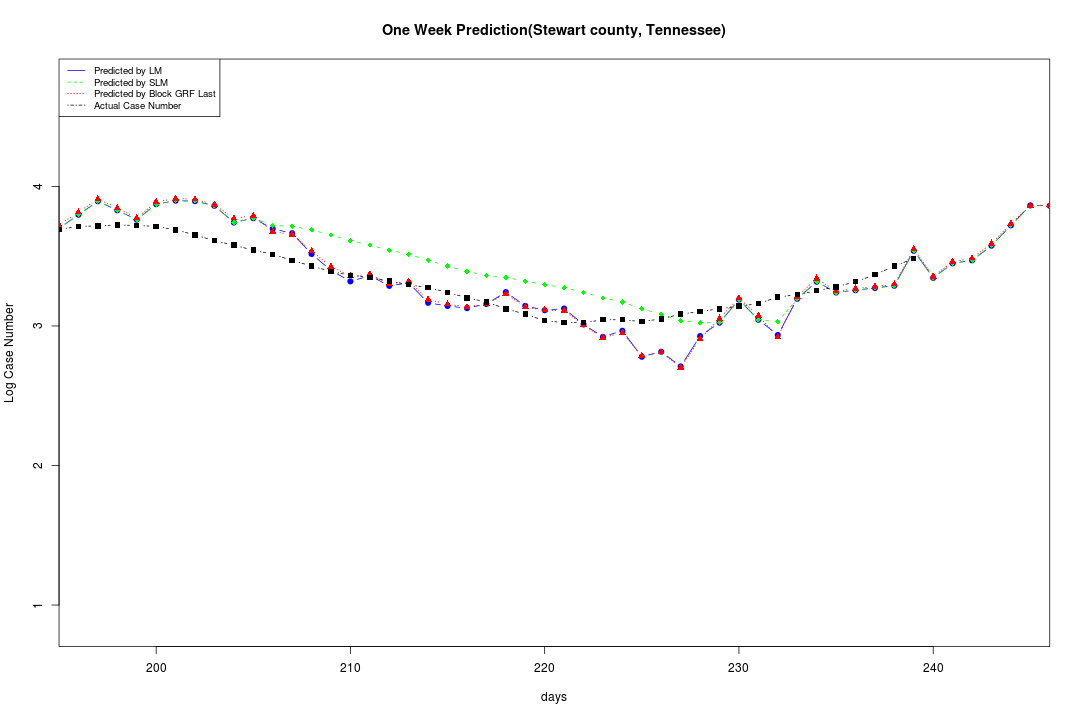 One Week Prediction(Stewart county, Tennessee)
Predicted by LM
Predicted by SLM
Predicted by Block GRF Last
Actual Case Number
4
3
2
1
Log Case Number
200 210 220 230 240
days